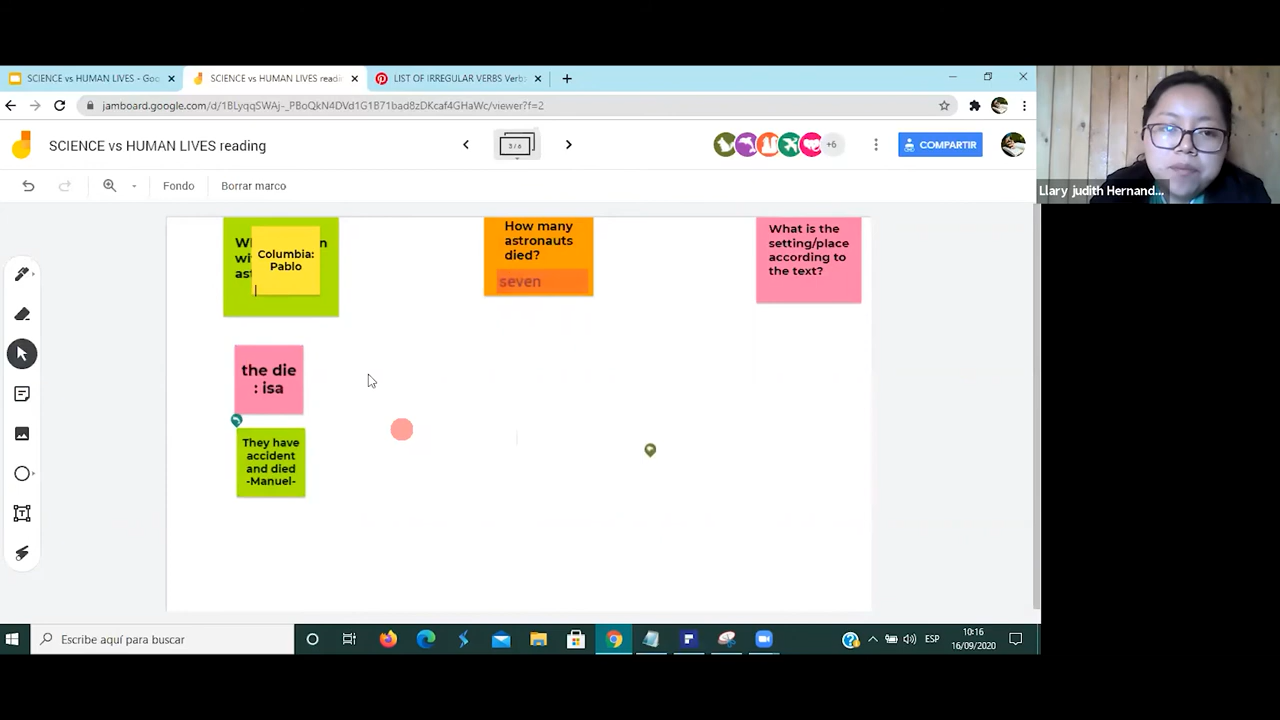 SCIENCE vs HUMAN LIVES - Goo
SCIENCE vs HUMAN LIVES readi
LIST OF IRREGULAR VERBS Verbs
jamboard.google.com/d/1BLyqqSWAj-_PBoQkN4DVd1G1B71bad8zDKcaf4GHaWc/viewer?f=2
SCIENCE vs HUMAN LIVES reading
3 / 6
+6
COMPARTIR
Llary judith Hernand...
Fondo
Borrar marco
Columbia:
Pablo
How many
astronauts
died?
seven
What is the
setting/place
according to
the text?
the die
: isa
They have
accident
and died
-Manuel-
Escribe aquí para buscar
ESP
10:16
16/09/2020